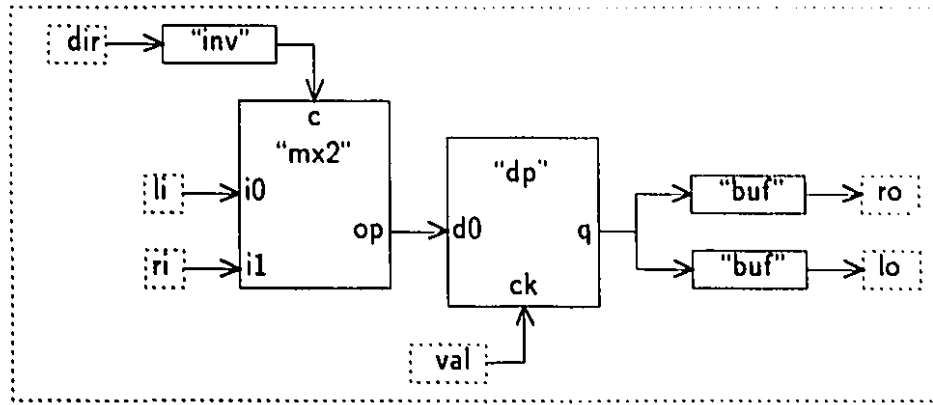 dir
"inv"
c
"mx2"
"dp"
li
i0
"buf"
ro
op
d0
q
ri
i1
"buf"
lo
ck
val